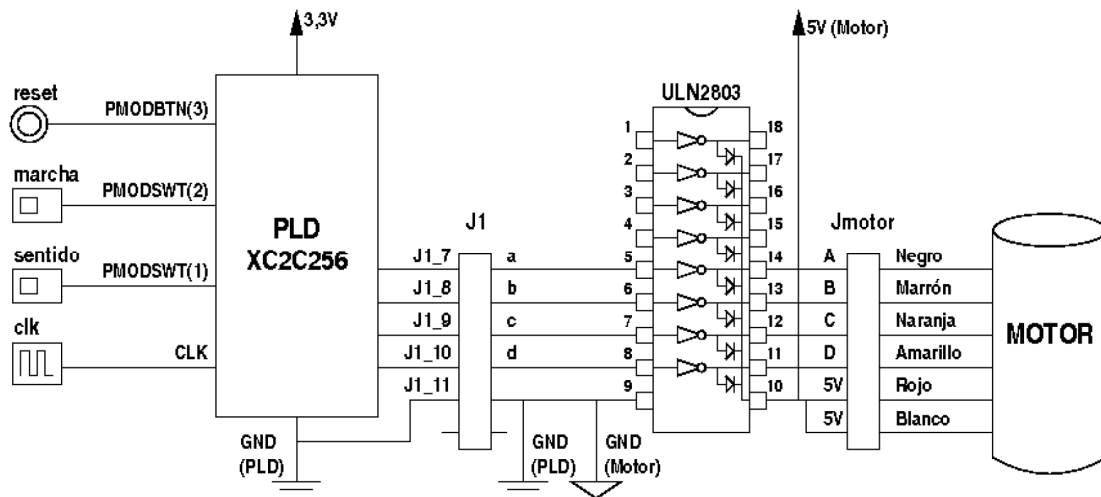 3,3V
5V (Motor)
reset
PMODBTN(3)
marcha
PMODSWT(2)
sentido
PMODSWT(1)
clk
CLK
PLD
XC2C256
GND
(PLD)
J1
J1_7
J1_8
J1_9
J1_10
J1_11
a
b
c
d
GND
(PLD)
GND
(Motor)
ULN2803
1
2
3
4
5
6
7
8
9
18
17
16
15
14
13
12
11
10
Jmotor
A
B
C
D
5V
5V
Negro
Marrón
Naranja
Amarillo
Rojo
Blanco
MOTOR